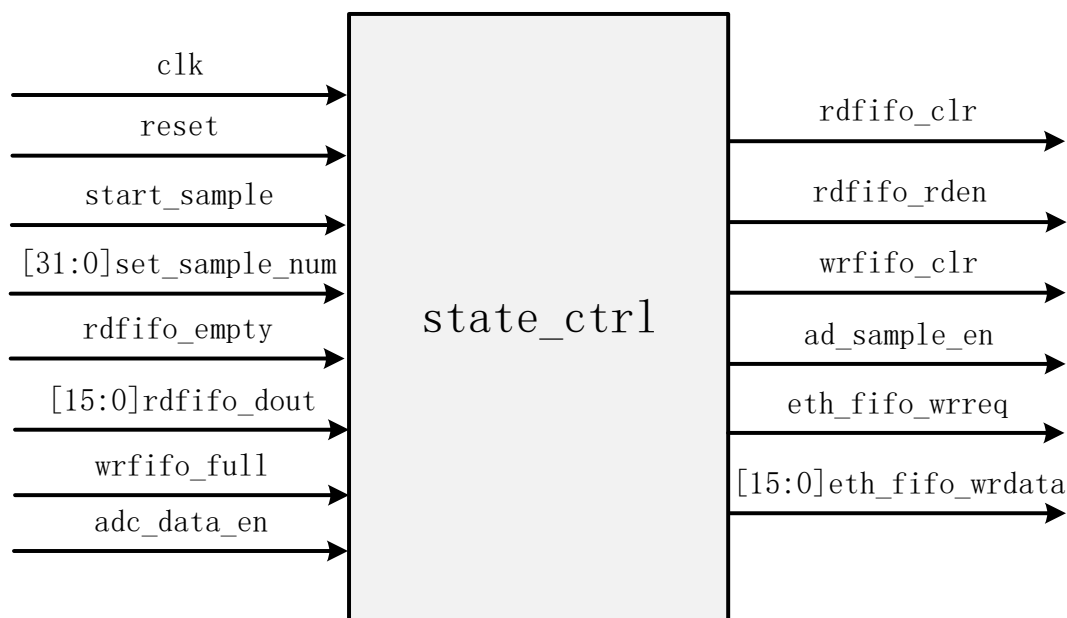 clk
reset
start_sample
[31:0]set_sample_num
rdfifo_empty
[15:0]rdfifo_dout
wrfifo_full
adc_data_en
state_ctrl
rdfifo_clr
rdfifo_rden
wrfifo_clr
ad_sample_en
eth_fifo_wrreq
[15:0]eth_fifo_wrdata